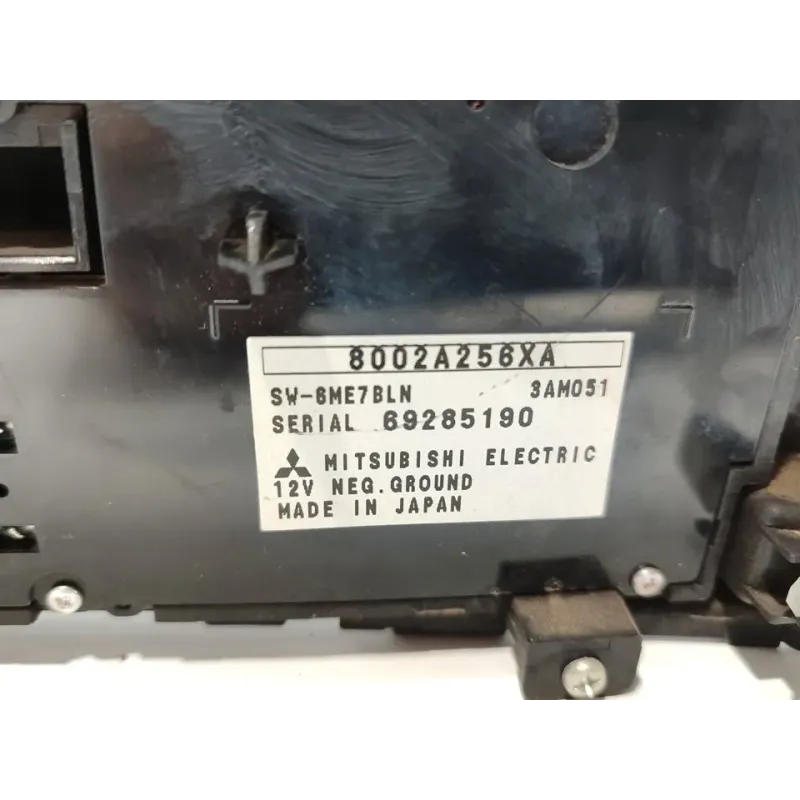 8002A256XA
SW-6ME7BLN 3AM051
SERIAL 69285190
MITSUBISHI ELECTRIC
12V NEG.GROUND
MADE IN JAPAN